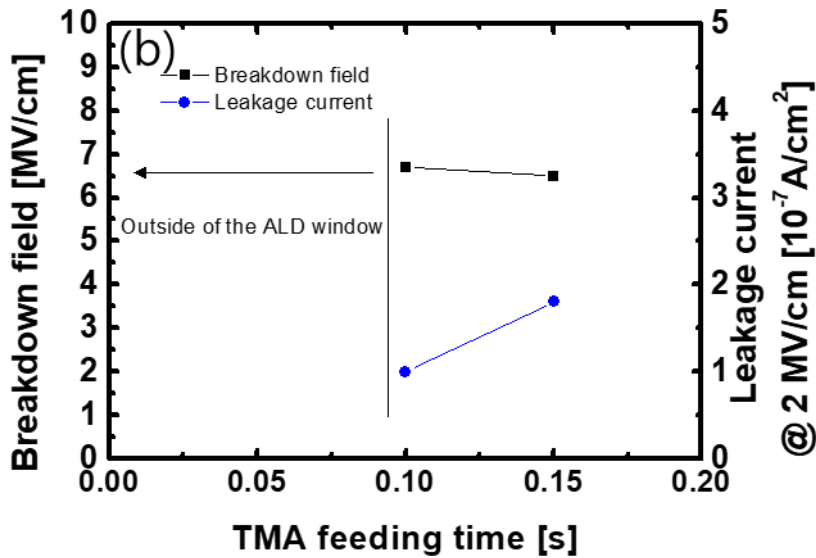 (b)
Breakdown field
Leakage current
Outside of the ALD window
Breakdown field [MV/cm]
10
9
8
7
6
5
4
3
2
1
0
0.00 0.05 0.10 0.15 0.20
TMA feeding time [s]
5
4
3
2
1
0
Leakage current
@ 2 MV/cm [10⁻⁷A/cm²]